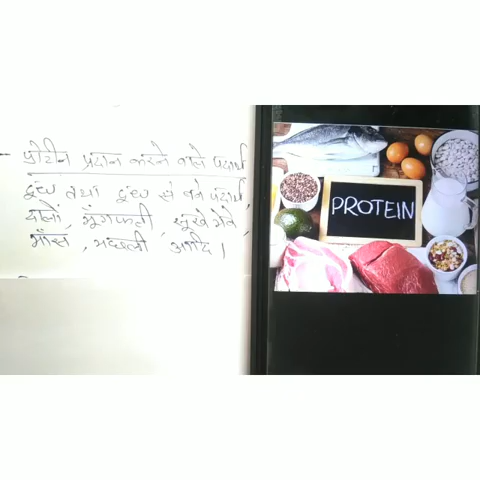 - प्रोटीन प्रदान करने वाले पदार्थ
दूध तथा दूध से बने पदार्थ,
दालें, मूंगफली, सूखे मेवे,
माँस, मछली, आदि।
PROTEIN